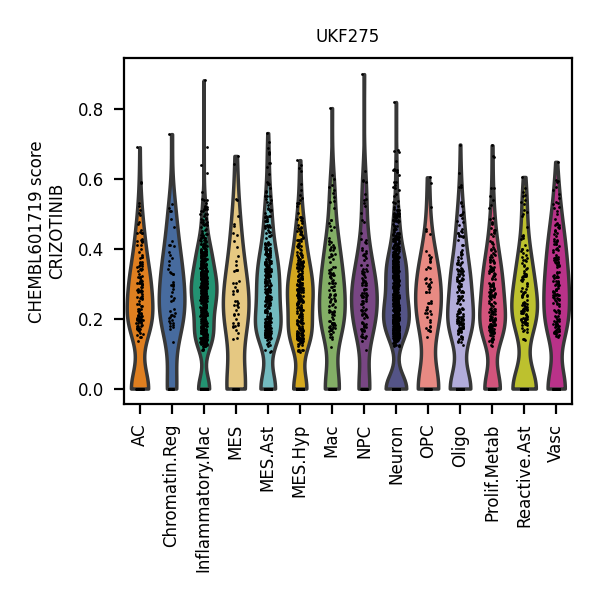 UKF275
CHEMBL601719 score
CRIZOTINIB
0.8
0.6
0.4
0.2
0.0
AC
Chromatin.Reg
Inflammatory.Mac
MES
MES.Ast
MES.Hyp
Mac
NPC
Neuron
OPC
Oligo
Prolif.Metab
Reactive.Ast
Vasc